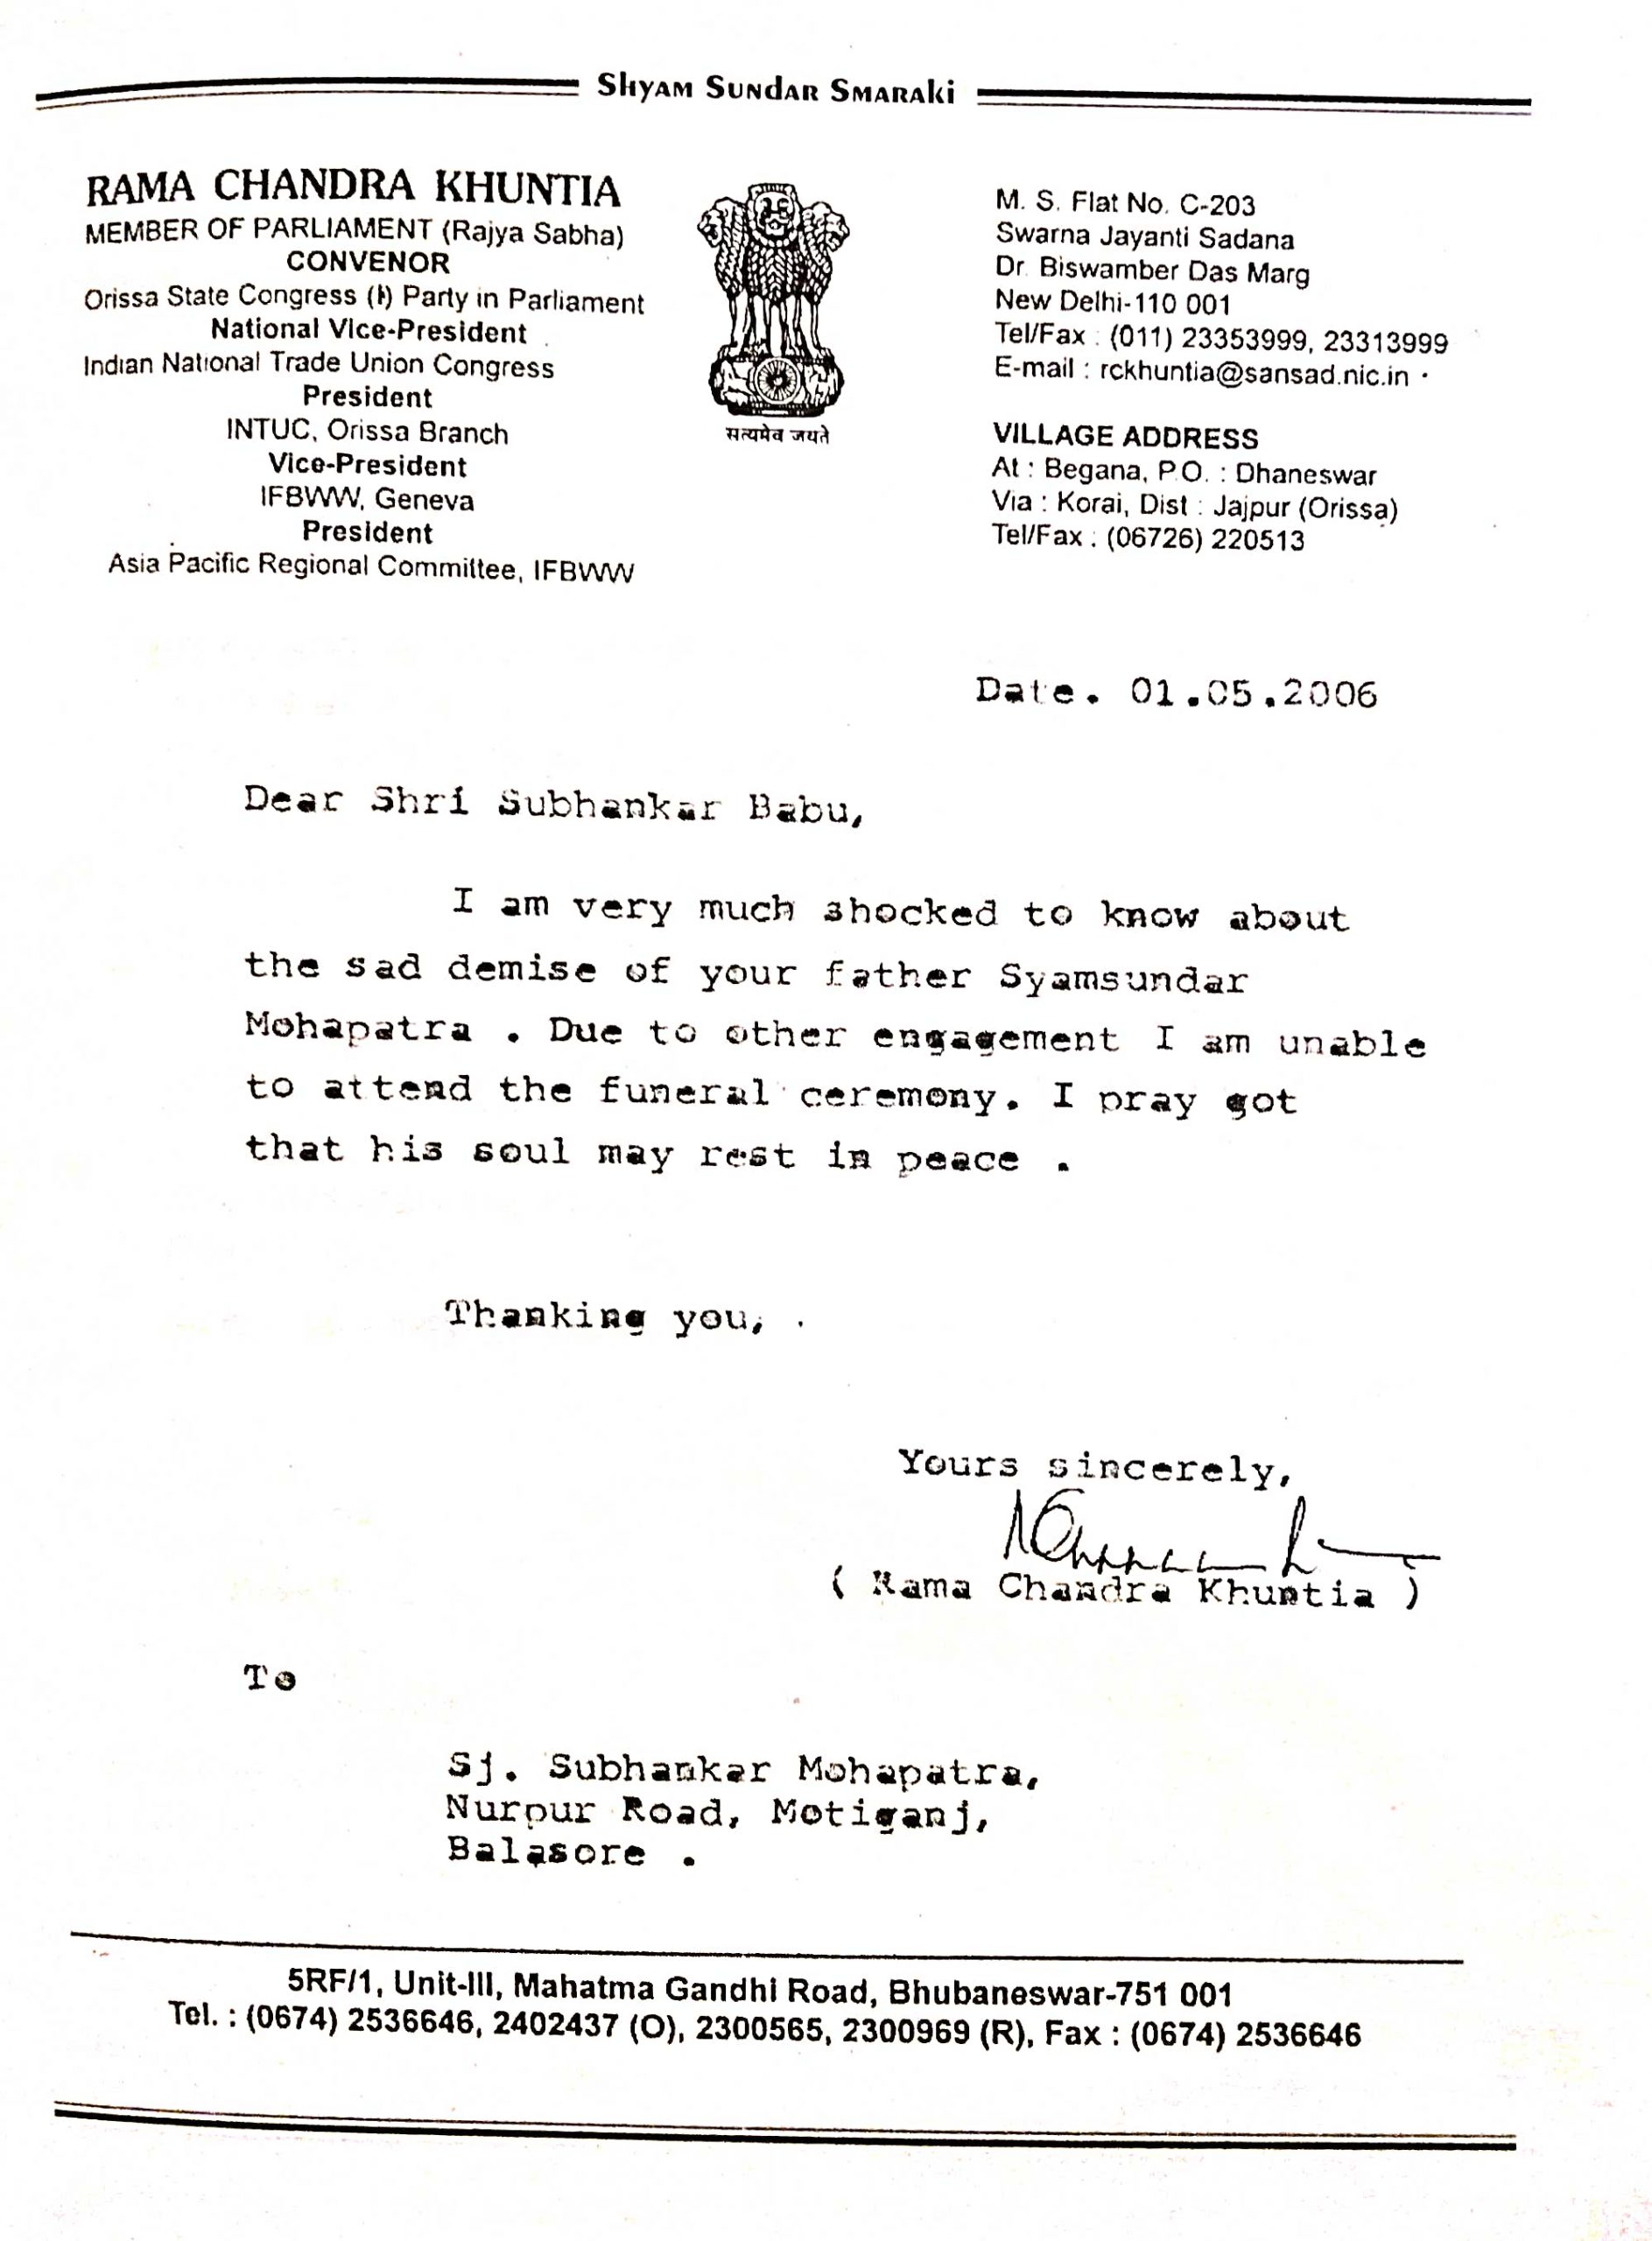 Shyam Sundar Smaraki
RAMA CHANDRA KHUNTIA
MEMBER OF PARLIAMENT (Rajya Sabha)
CONVENOR
Orissa State Congress (I) Party in Parliament
National Vice-President
Indian National Trade Union Congress
President
INTUC, Orissa Branch
Vice-President
IFBWW, Geneva
President
Asia Pacific Regional Committee, IFBWW
सत्यमेव जयते
M. S. Flat No. C-203
Swarna Jayanti Sadana
Dr. Biswamber Das Marg
New Delhi-110 001
Tel/Fax : (011) 23353999, 23313999
E-mail : rckhuntia@sansad.nic.in
VILLAGE ADDRESS
At : Begana, P.O. : Dhaneswar
Via : Korai, Dist : Jajpur (Orissa)
Tel/Fax : (06726) 220513
Date. 01.05.2006
Dear Shri Subhankar Babu,
I am very much shocked to know about
the sad demise of your father Syamsundar
Mohapatra . Due to other engagement I am unable
to attend the funeral ceremony. I pray got
that his soul may rest in peace .
Thanking you,
Yours sincerely,
( Rama Chandra Khuntia )
To
Sj. Subhankar Mohapatra,
Nurpur Road, Motiganj,
Balasore .
5RF/1, Unit-III, Mahatma Gandhi Road, Bhubaneswar-751 001
Tel. : (0674) 2536646, 2402437 (O), 2300565, 2300969 (R), Fax : (0674) 2536646